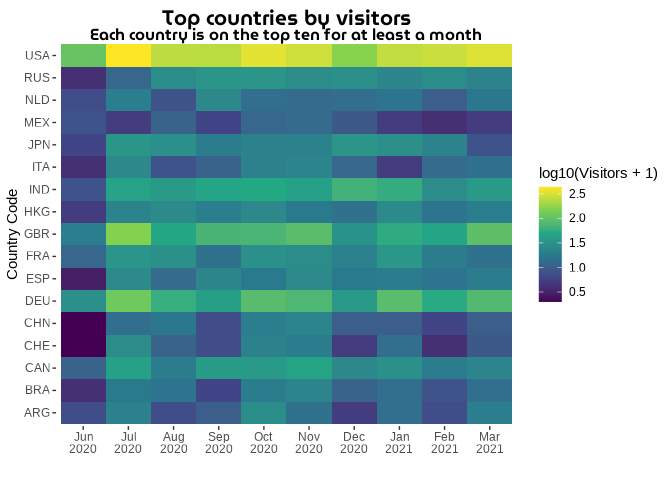 Top countries by visitors
Each country is on the top ten for at least a month
USA
RUS
NLD
MEX
JPN
ITA
IND
HKG
GBR
FRA
ESP
DEU
CHN
CHE
CAN
BRA
ARG
Country Code
Jun Jul Aug Sep Oct Nov Dec Jan Feb Mar
2020 2020 2020 2020 2020 2020 2020 2021 2021 2021
log10(Visitors + 1)
2.5
2.0
1.5
1.0
0.5